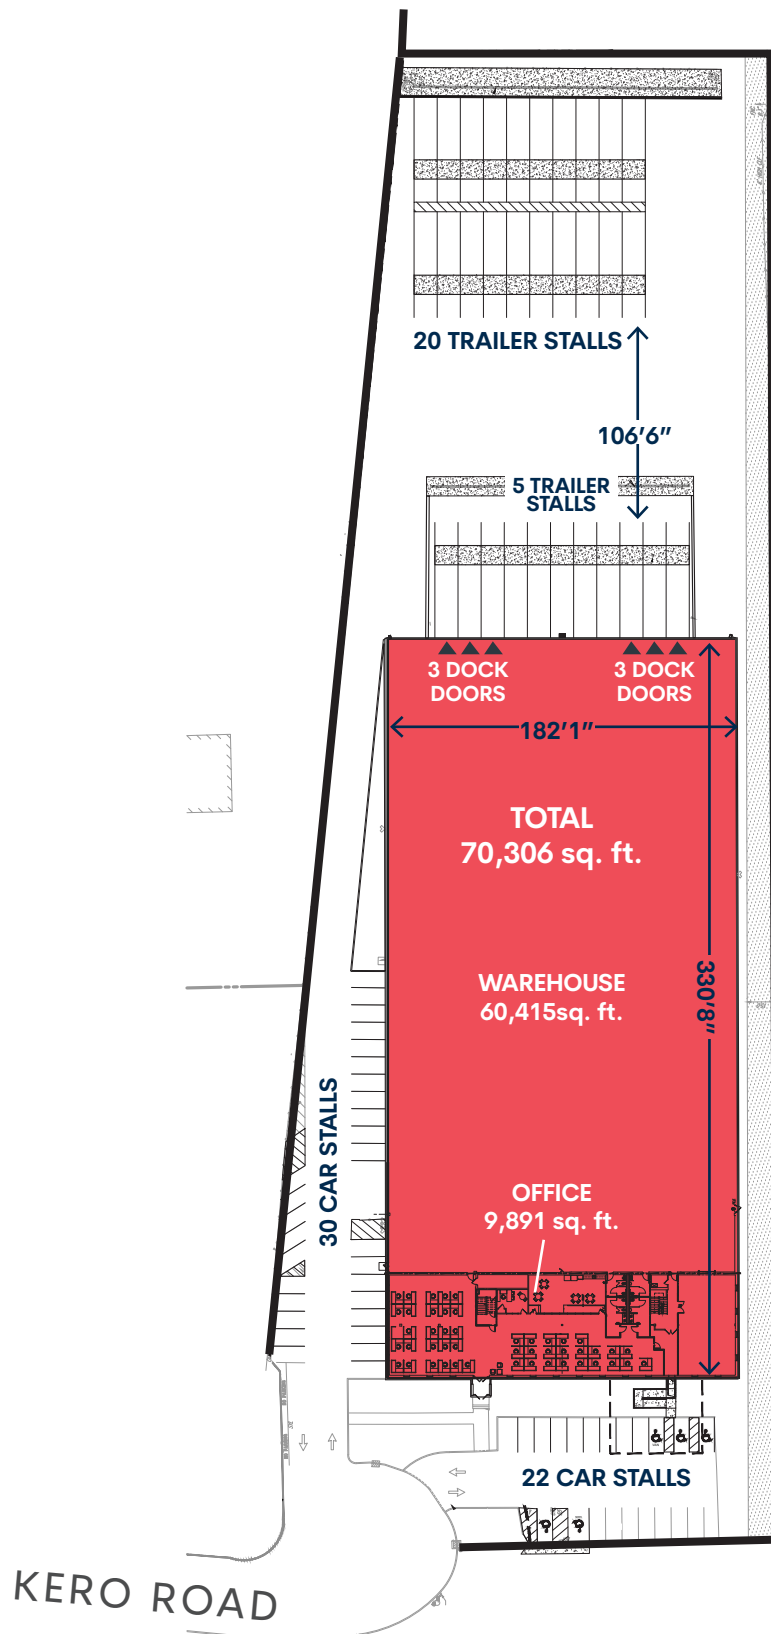 20 TRAILER STALLS
106'6”
5 TRAILER
STALLS
3 DOCK
DOORS
3 DOCK
DOORS
182'1”
TOTAL
70,306 sq. ft.
330'8”
WAREHOUSE
60,415sq. ft.
30 CAR STALLS
OFFICE
9,891 sq. ft.
22 CAR STALLS
KERO ROAD